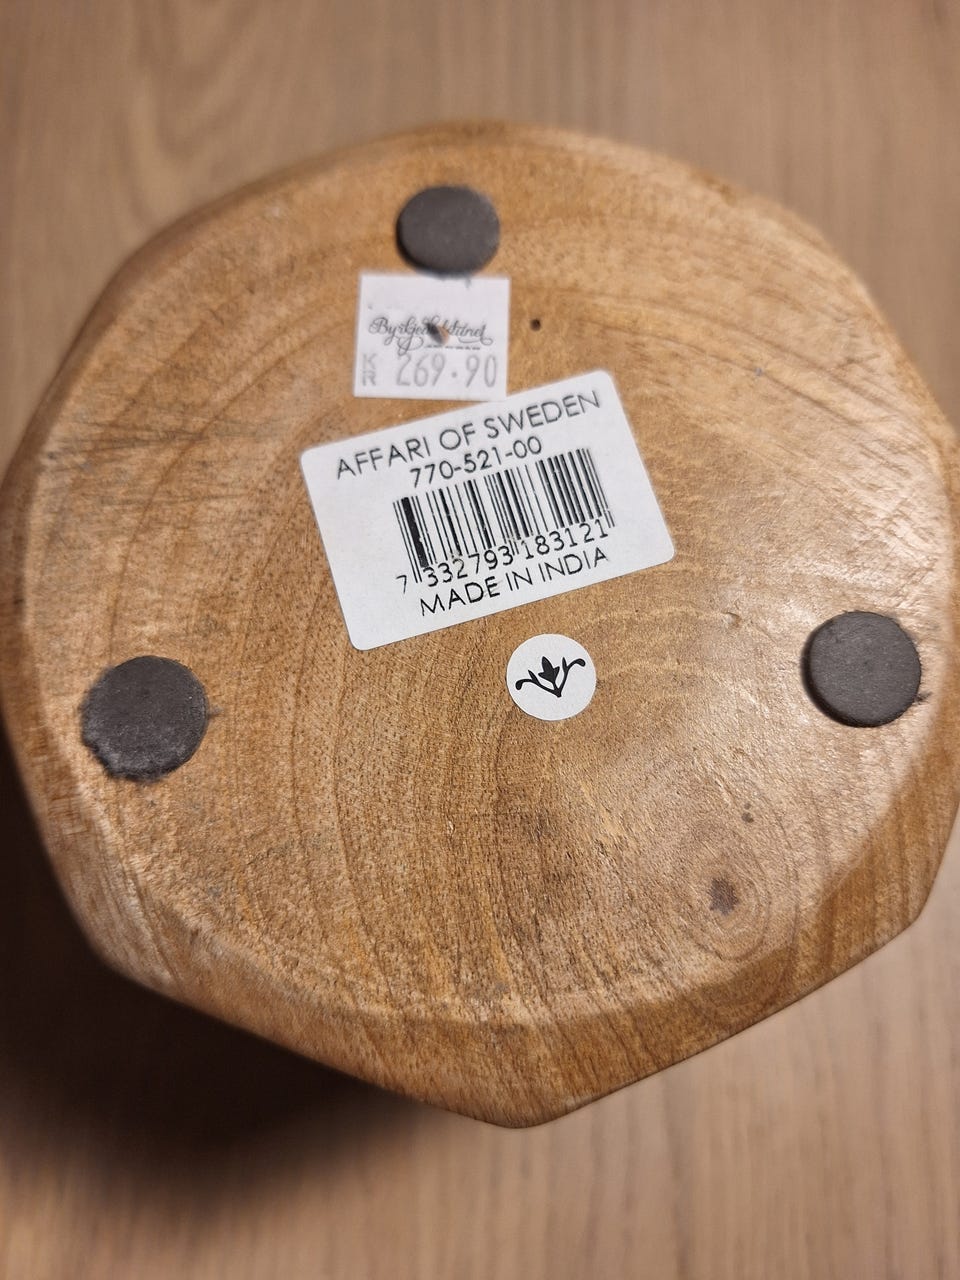 KR 269.90
AFFARI OF SWEDEN
770-521-00
7 332793 183121
MADE IN INDIA